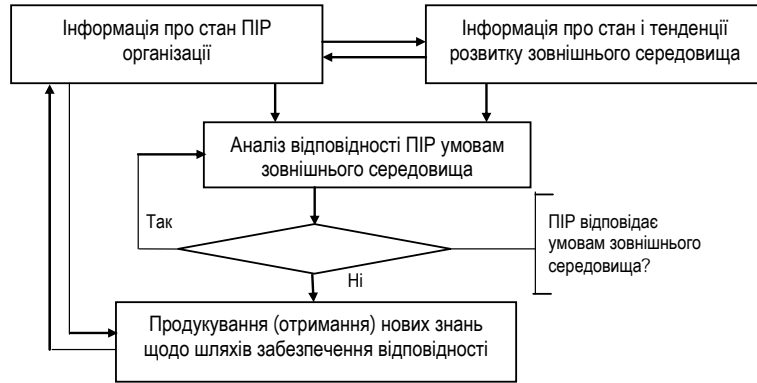 Інформація про стан ПІР
організації
Інформація про стан і тенденції
розвитку зовнішнього середовища
Аналіз відповідності ПІР умовам
зовнішнього середовища
Так
ПІР відповідає
умовам зовнішнього
середовища?
Ні
Продукування (отримання) нових знань
щодо шляхів забезпечення відповідності